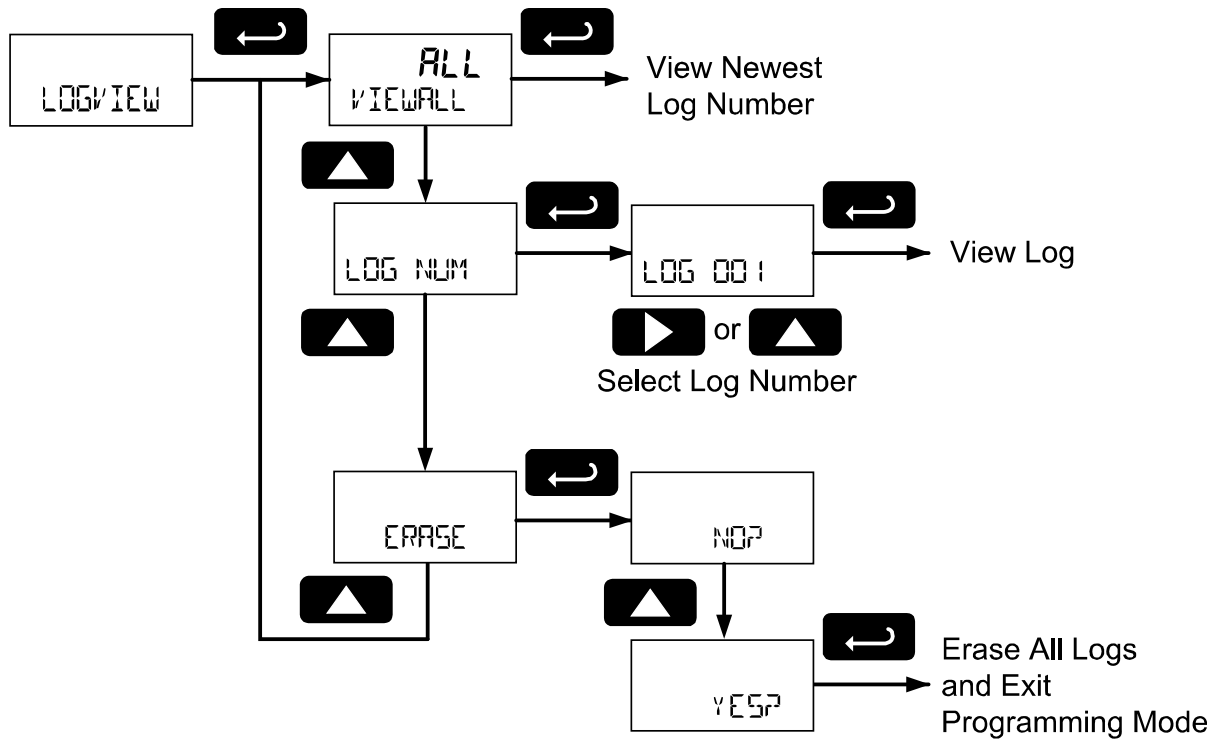 LOGVIEW
ALL
VIEWALL
View Newest
Log Number
LOG NUM
LOG 001
View Log
or
Select Log Number
ERASE
NO?
YES?
Erase All Logs
and Exit
Programming Mode